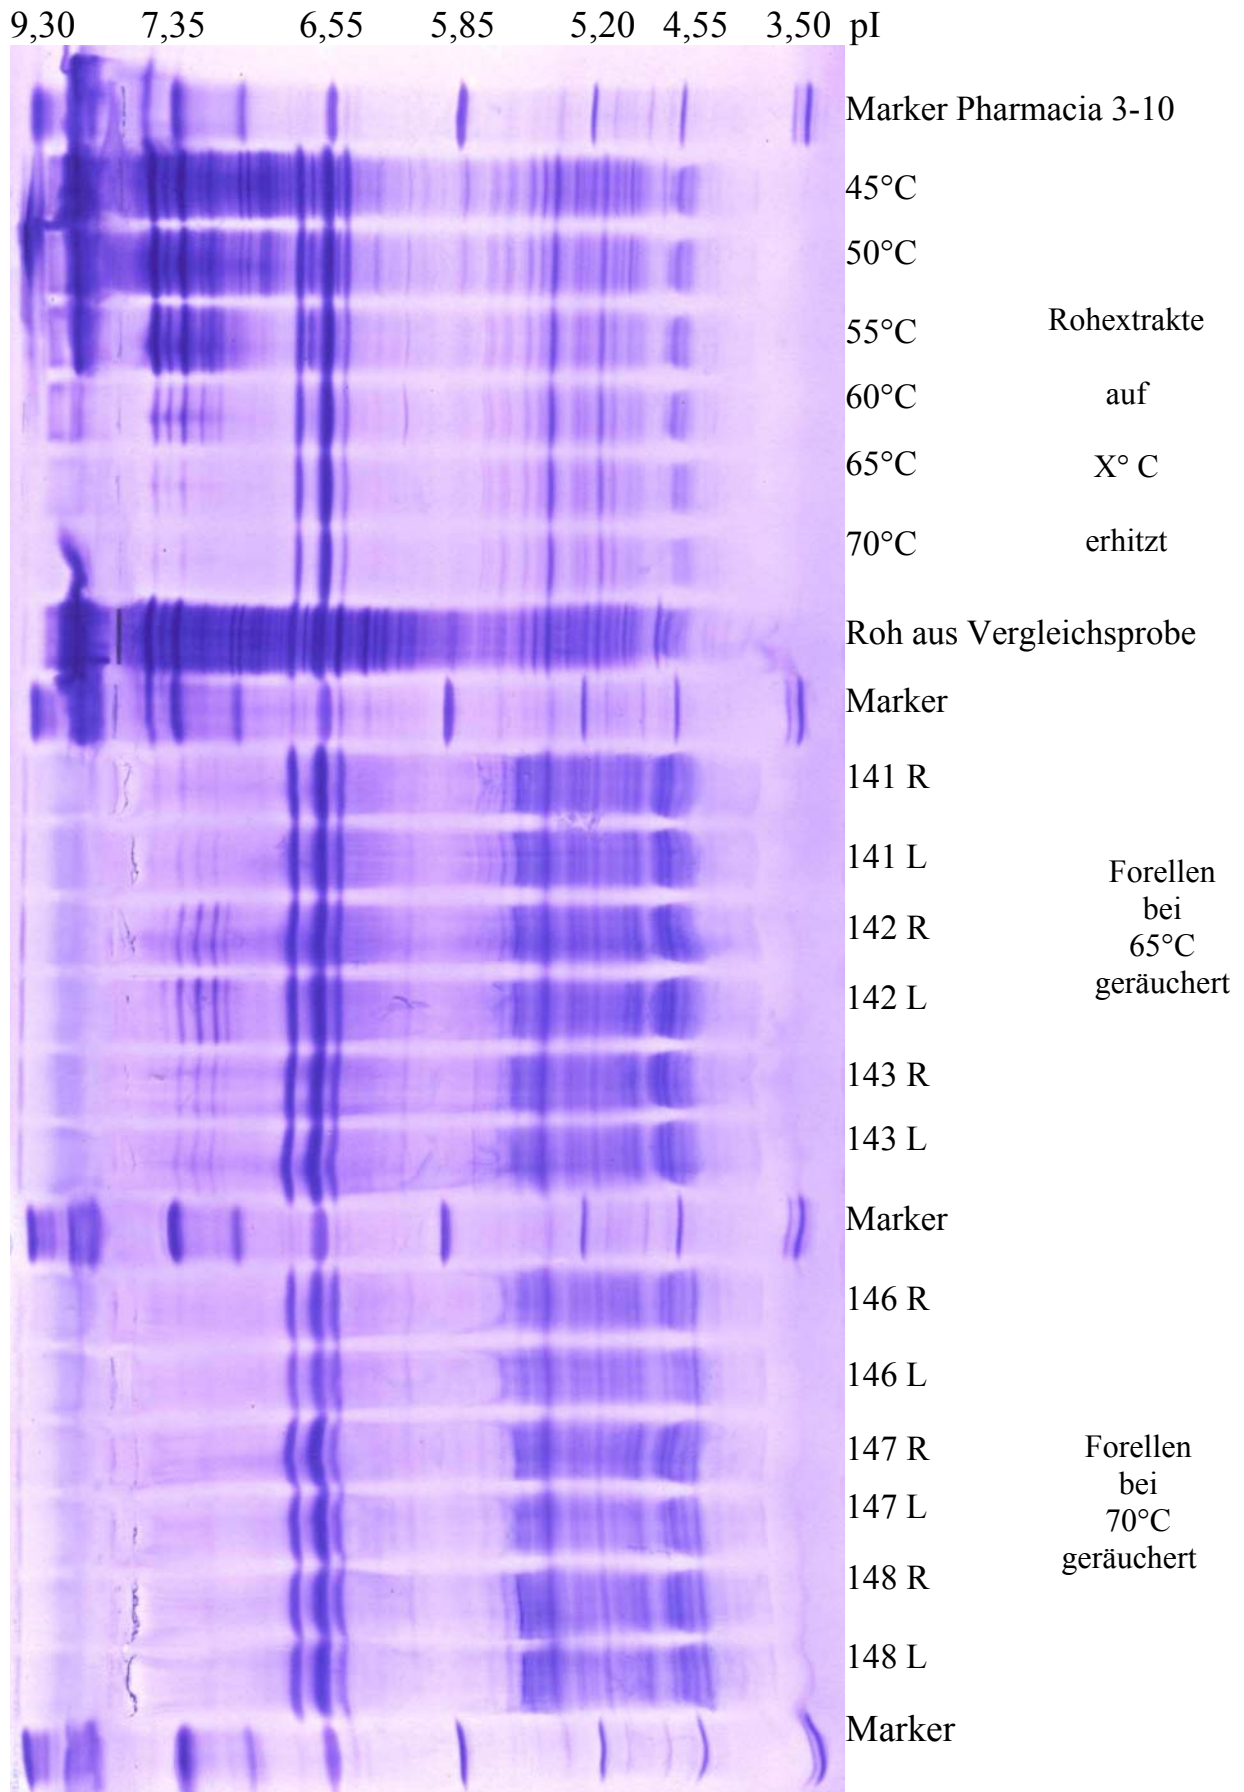 9,30 7,35 6,55 5,85 5,20 4,55 3,50 pI
Marker Pharmacia 3-10
45°C
50°C
55°C
60°C
65°C
70°C
Rohextrakte
auf
X° C
erhitzt
Roh aus Vergleichsprobe
Marker
141 R
141 L
142 R
142 L
143 R
143 L
Forellen
bei
65°C
geräuchert
Marker
146 R
146 L
147 R
147 L
148 R
148 L
Forellen
bei
70°C
geräuchert
Marker